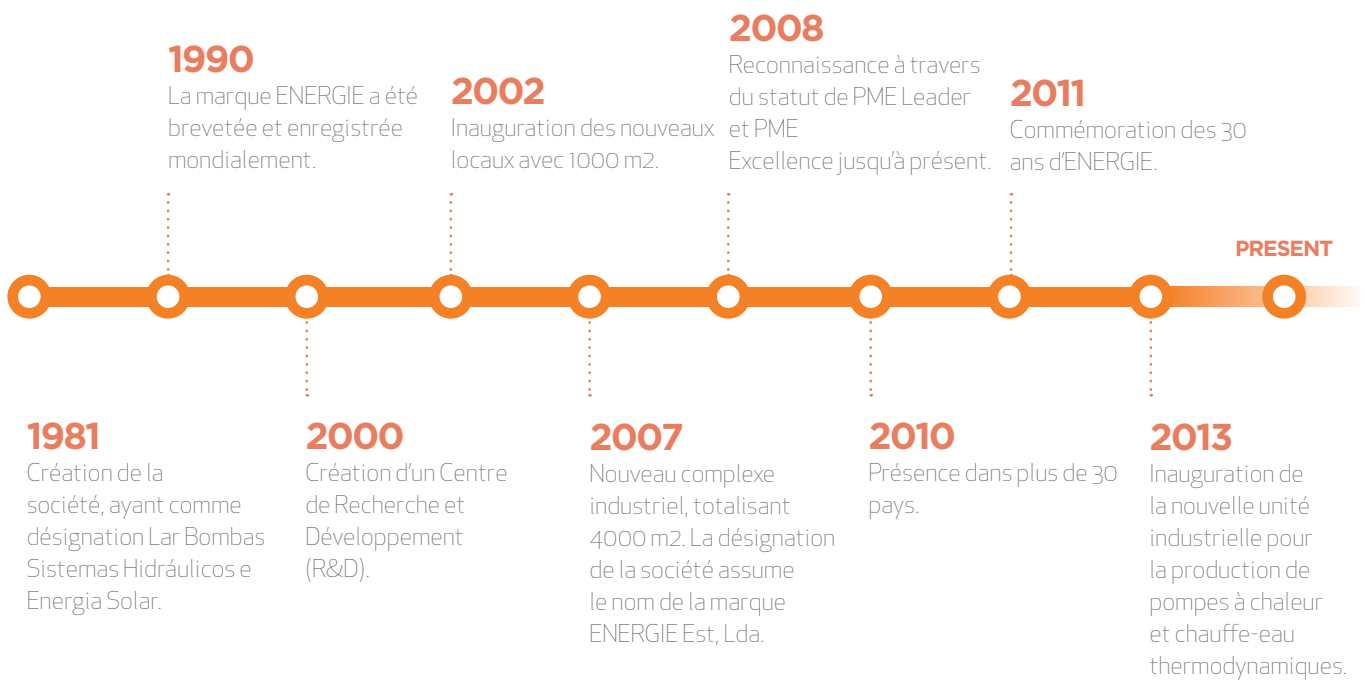 1990
La marque ENERGIE a été
brevetée et enregistrée
mondialement.
2002
Inauguration des nouveaux
locaux avec 1000 m2.
2008
Reconnaissance à travers
du statut de PME Leader
et PME
Excellence jusqu'à présent.
2011
Commémoration des 30
ans d'ENERGIE.
PRESENT
1981
Création de la
société, ayant comme
désignation Lar Bombas
Sistemas Hidráulicos e
Energia Solar.
2000
Création d'un Centre
de Recherche et
Développement
(R&D).
2007
Nouveau complexe
industriel, totalisant
4000 m2. La désignation
de la société assume
le nom de la marque
ENERGIE Est, Lda.
2010
Présence dans plus de 30
pays.
2013
Inauguration de
la nouvelle unité
industrielle pour
la production de
pompes à chaleur
et chauffe-eau
thermodynamiques.